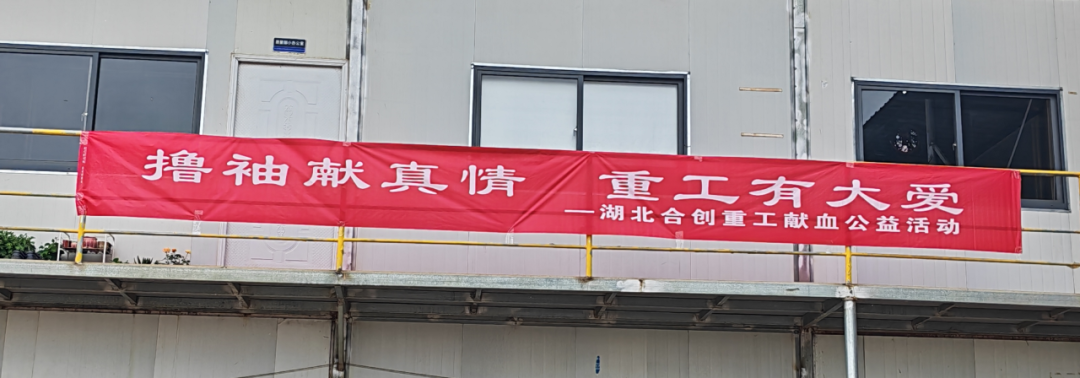 撸袖献真情 重工有大爱
—湖北合创重工献血公益活动